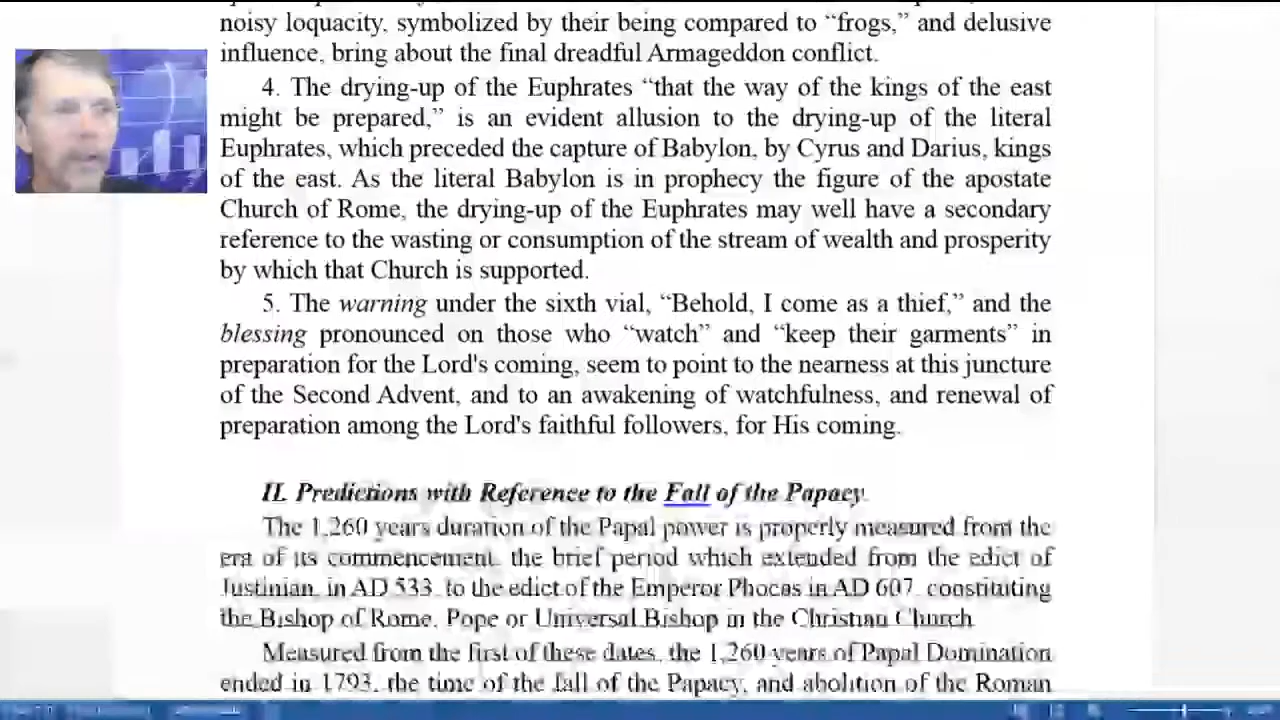 noisy loquacity, symbolized by their being compared to “frogs,” and delusive
influence, bring about the final dreadful Armageddon conflict.
4. The drying-up of the Euphrates “that the way of the kings of the east
might be prepared,” is an evident allusion to the drying-up of the literal
Euphrates, which preceded the capture of Babylon, by Cyrus and Darius, kings
of the east. As the literal Babylon is in prophecy the figure of the apostate
Church of Rome, the drying-up of the Euphrates may well have a secondary
reference to the wasting or consumption of the stream of wealth and prosperity
by which that Church is supported.
5. The warning under the sixth vial, “Behold, I come as a thief,” and the
blessing pronounced on those who “watch” and “keep their garments” in
preparation for the Lord's coming, seem to point to the nearness at this juncture
of the Second Advent, and to an awakening of watchfulness, and renewal of
preparation among the Lord's faithful followers, for His coming.
II. Predictions with Reference to the Fall of the Papacy.
The 1,260 years duration of the Papal power is properly measured from the
era of its commencement, the brief period which extended from the edict of
Justinian, in AD 533, to the edict of the Emperor Phocas in AD 607, constituting
the Bishop of Rome, Pope or Universal Bishop in the Christian Church.
Measured from the first of these dates, the 1,260 years of Papal Domination
ended in 1793, the time of the fall of the Papacy, and abolition of the Roman